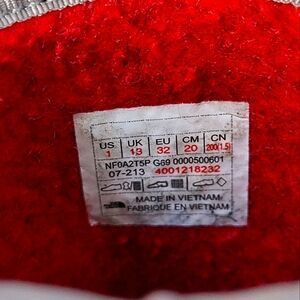 US UK EU CM CN
1 13 32 20 200(1.5)
NF0A2T5P G69 0000500601
07-213 4001218232
MADE IN VIETNAM
FABRIQUÉ EN VIETNAM